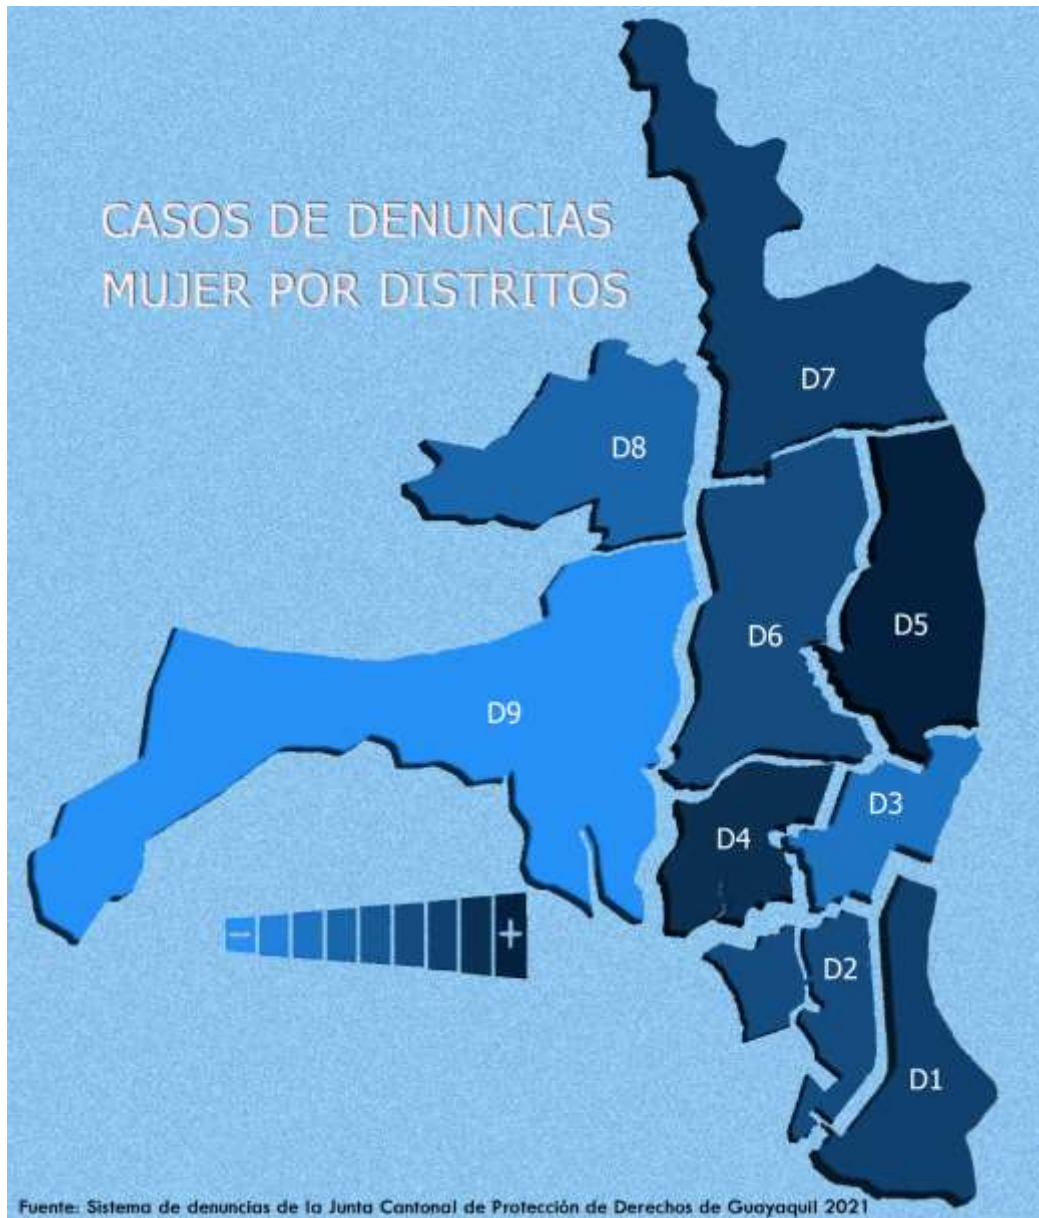 CASOS DE DENUNCIAS
MUJER POR DISTRITOS
D7
D8
D5
D6
D9
D3
D4
- +
D2
D1
Fuente: Sistema de denuncias de la Junta Cantonal de Protección de Derechos de Guayaquil 2021